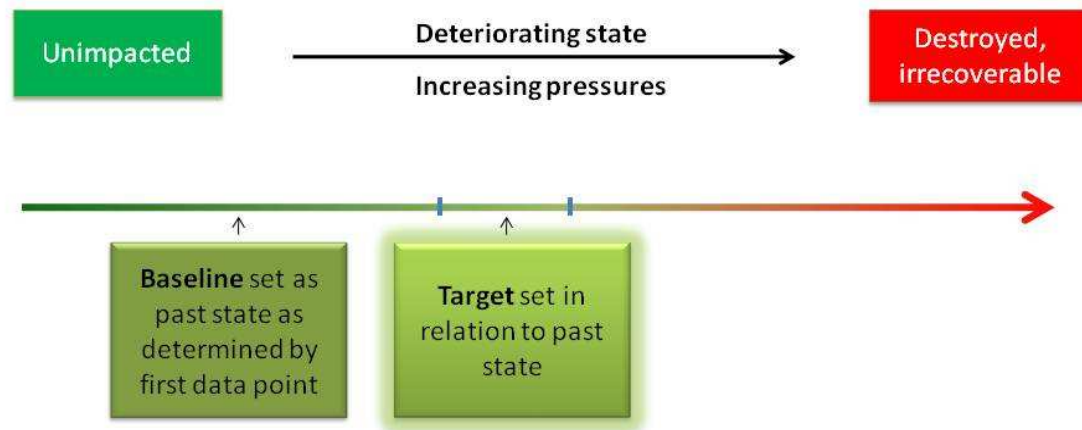 Unimpacted
Deteriorating state
Increasing pressures
Destroyed,
irrecoverable
Baseline set as
past state as
determined by
first data point
Target set in
relation to past
state